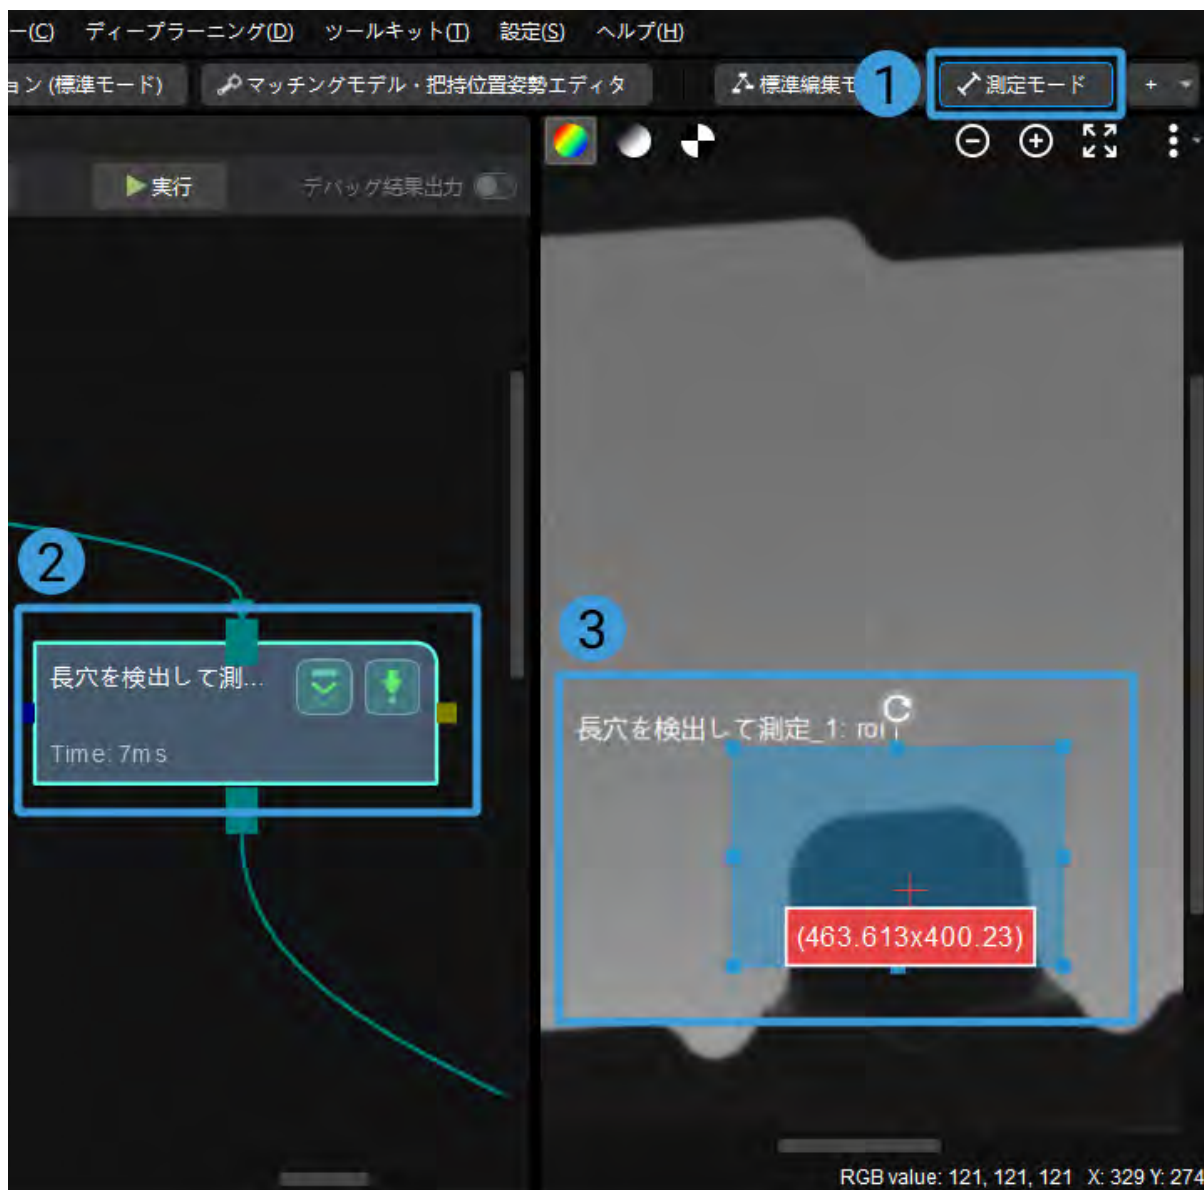 ー(C) ディープラーニング(D) ツールキット(T) 設定(S) ヘルプ(H)
ョン (標準モード) マッチングモデル・把持位置姿勢エディタ 標準編集モ 1 測定モード +
実行 デバッグ結果出力
2
長穴を検出して測...
Time: 7ms
3
長穴を検出して測定_1: roi
(463.613x400.23)
RGB value: 121, 121, 121 X: 329 Y: 274